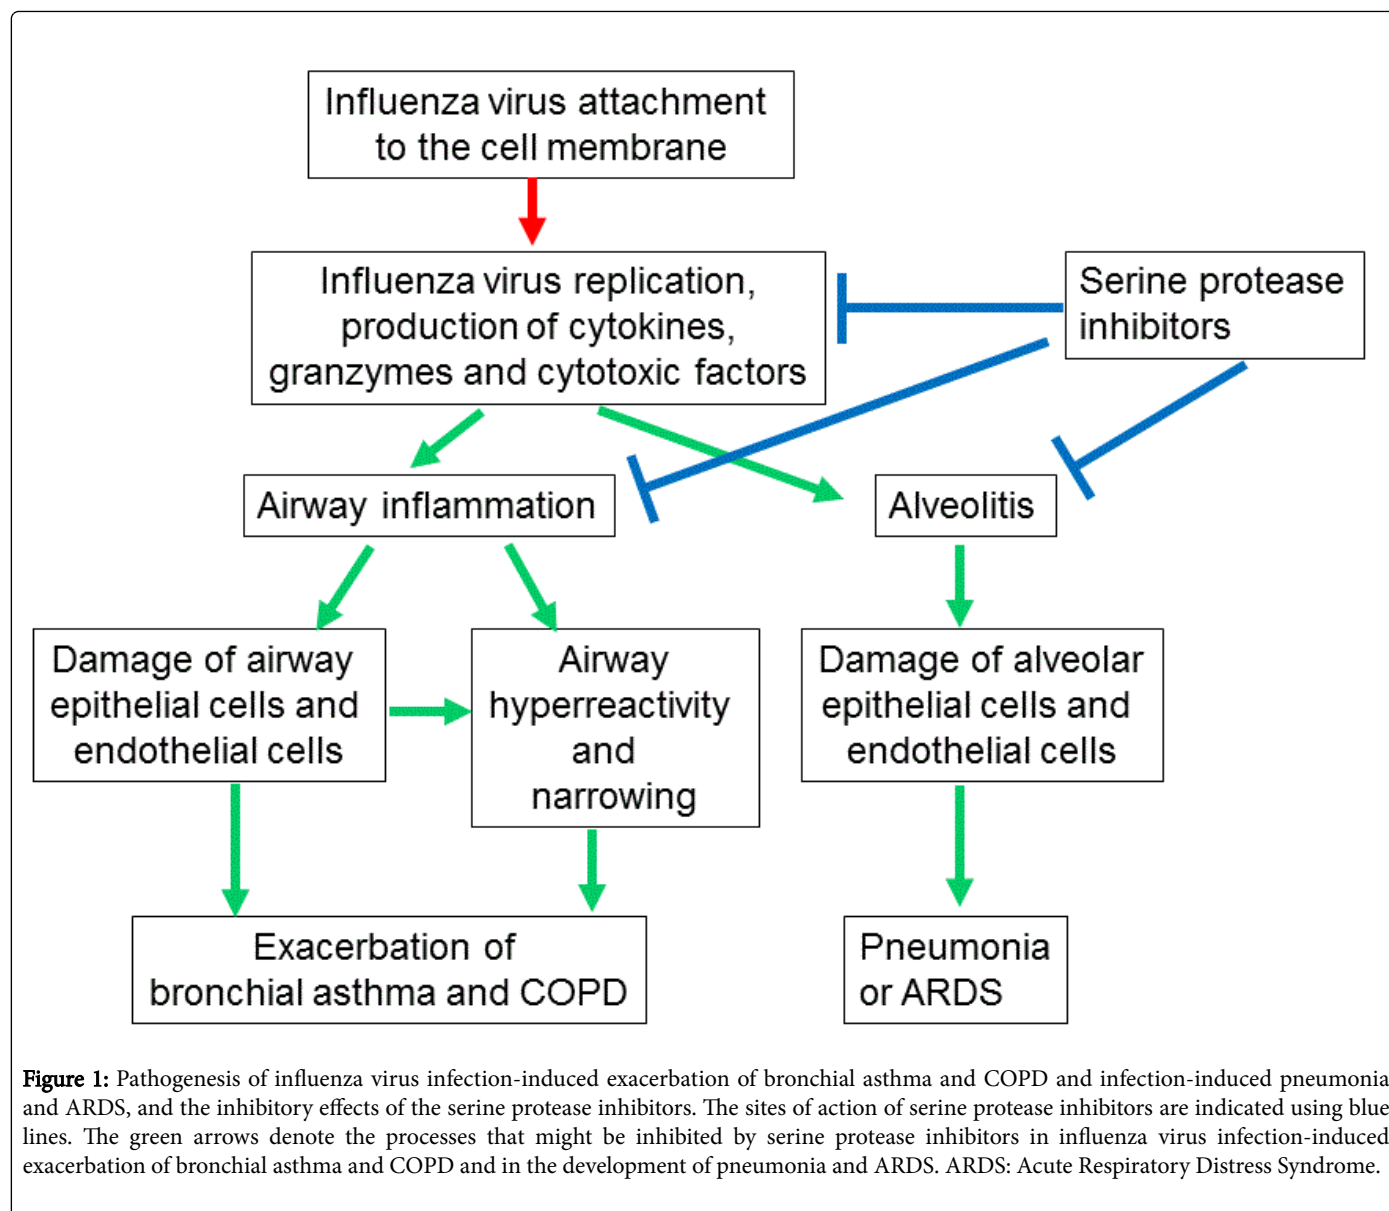 Influenza virus attachment
to the cell membrane
Influenza virus replication,
production of cytokines,
granzymes and cytotoxic factors
Serine protease
inhibitors
Airway inflammation
Alveolitis
Damage of airway
epithelial cells and
endothelial cells
Airway
hyperreactivity
and
narrowing
Damage of alveolar
epithelial cells and
endothelial cells
Exacerbation of
bronchial asthma and COPD
Pneumonia
or ARDS
Figure 1: Pathogenesis of influenza virus infection-induced exacerbation of bronchial asthma and COPD and infection-induced pneumonia
and ARDS, and the inhibitory effects of the serine protease inhibitors. The sites of action of serine protease inhibitors are indicated using blue
lines. The green arrows denote the processes that might be inhibited by serine protease inhibitors in influenza virus infection-induced
exacerbation of bronchial asthma and COPD and in the development of pneumonia and ARDS. ARDS: Acute Respiratory Distress Syndrome.